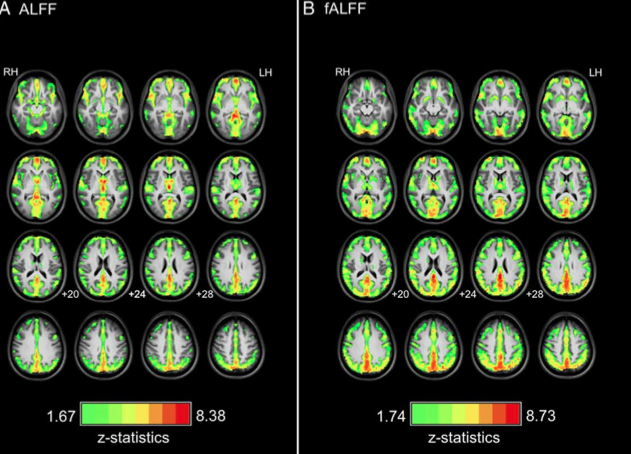 A ALFF
RH
LH
+20
+24
+28
1.67
8.38
z-statistics
B fALFF
RH
LH
+20
+24
+28
1.74
8.73
z-statistics